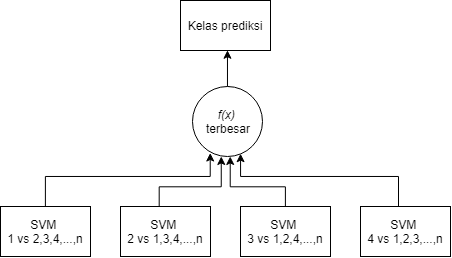 Kelas prediksi
f(x)
terbesar
SVM
1 vs 2,3,4,...,n
SVM
2 vs 1,3,4,...,n
SVM
3 vs 1,2,4,...,n
SVM
4 vs 1,2,3,...,n